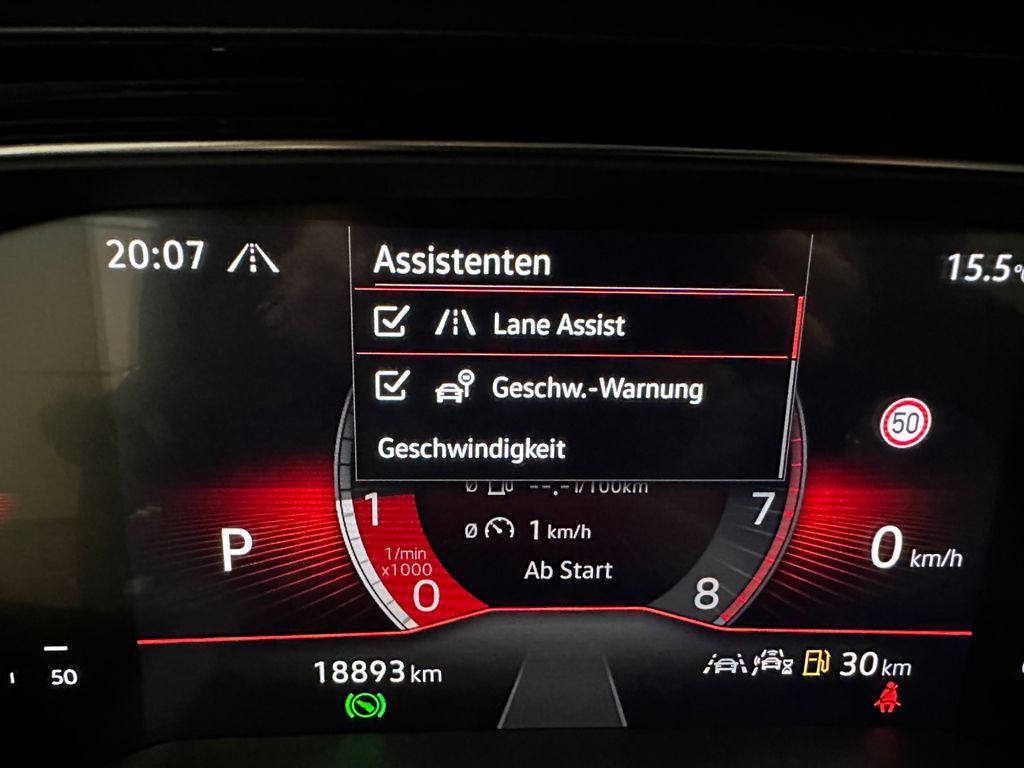 20:07
Assistenten
15.5°
Lane Assist
Geschw.-Warnung
50
Geschwindigkeit
Ø --.- l/100km
1
7
Ø 1 km/h
P
0 km/h
1/min
x1000
Ab Start
0
8
50
18893 km
30 km